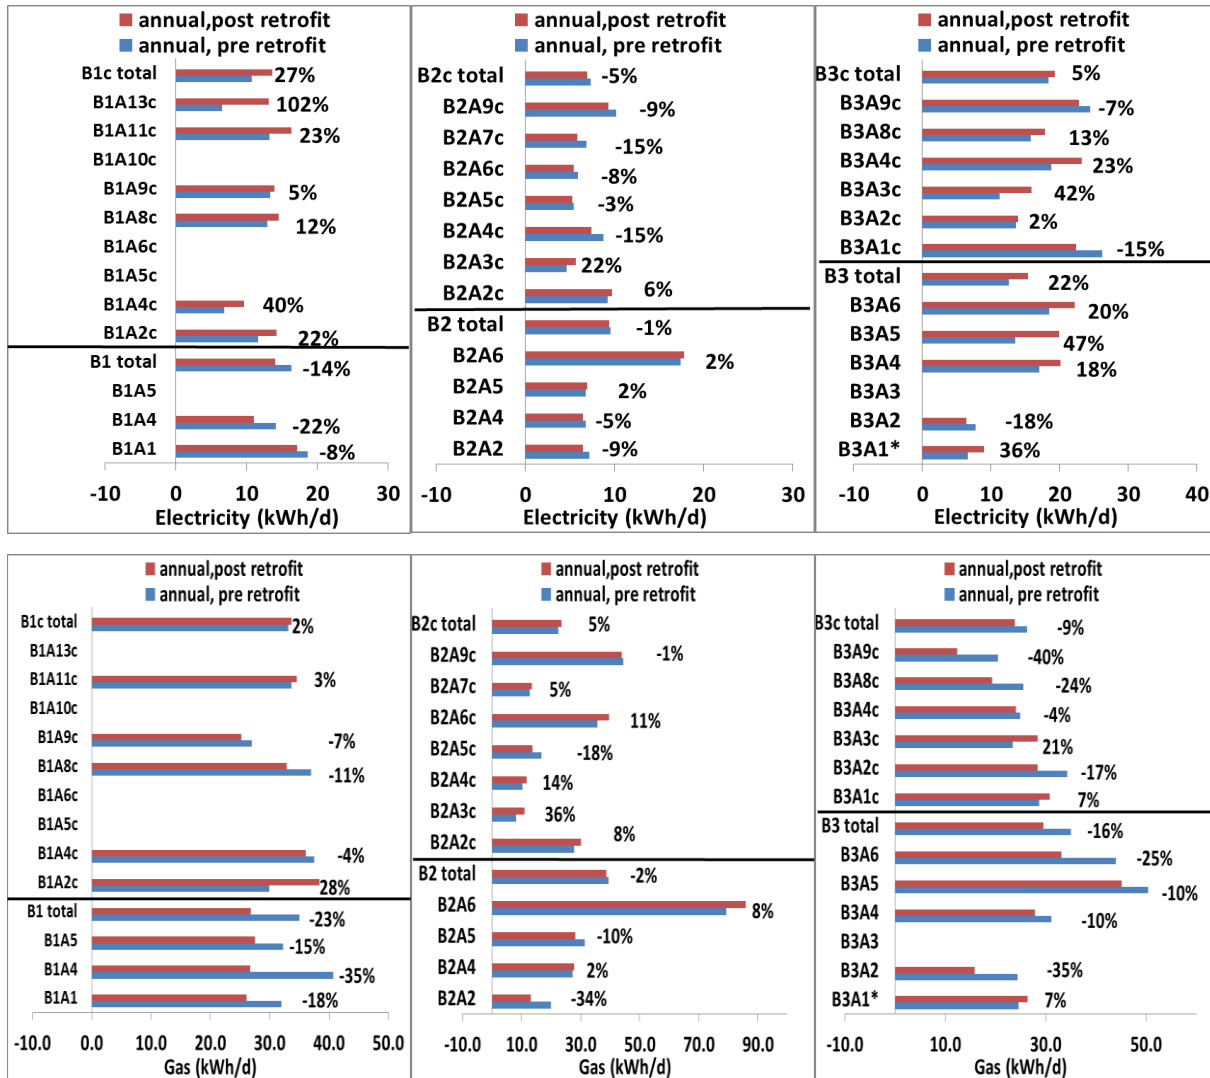 annual,post retrofit
annual, pre retrofit
B1c total 27%
B1A13c 102%
B1A11c 23%
B1A10c
B1A9c 5%
B1A8c 12%
B1A6c
B1A5c
B1A4c 40%
B1A2c 22%
B1 total -14%
B1A5
B1A4 -22%
B1A1 -8%
-10 0 10 20 30
Electricity (kWh/d)
annual,post retrofit
annual, pre retrofit
B2c total -5%
B2A9c -9%
B2A7c -15%
B2A6c -8%
B2A5c -3%
B2A4c -15%
B2A3c 22%
B2A2c 6%
B2 total -1%
B2A6 2%
B2A5 2%
B2A4 -5%
B2A2 -9%
-10 0 10 20 30
Electricity (kWh/d)
annual,post retrofit
annual, pre retrofit
B3c total 5%
B3A9c -7%
B3A8c 13%
B3A4c 23%
B3A3c 42%
B3A2c 2%
B3A1c -15%
B3 total 22%
B3A6 20%
B3A5 47%
B3A4 18%
B3A3
B3A2 -18%
B3A1* 36%
-10 0 10 20 30 40
Electricity (kWh/d)
annual,post retrofit
annual, pre retrofit
B1c total 2%
B1A13c
B1A11c 3%
B1A10c
B1A9c -7%
B1A8c -11%
B1A6c
B1A5c
B1A4c -4%
B1A2c 28%
B1 total -23%
B1A5 -15%
B1A4 -35%
B1A1 -18%
-10.0 0.0 10.0 20.0 30.0 40.0 50.0
Gas (kWh/d)
annual,post retrofit
annual, pre retrofit
B2c total 5%
B2A9c -1%
B2A7c 5%
B2A6c 11%
B2A5c -18%
B2A4c 14%
B2A3c 36%
B2A2c 8%
B2 total -2%
B2A6 8%
B2A5 -10%
B2A4 2%
B2A2 -34%
-10.0 10.0 30.0 50.0 70.0 90.0
Gas (kWh/d)
annual,post retrofit
annual, pre retrofit
B3c total -9%
B3A9c -40%
B3A8c -24%
B3A4c -4%
B3A3c 21%
B3A2c -17%
B3A1c 7%
B3 total -16%
B3A6 -25%
B3A5 -10%
B3A4 -10%
B3A3
B3A2 -35%
B3A1* 7%
-10.0 10.0 30.0 50.0
Gas (kWh/d)